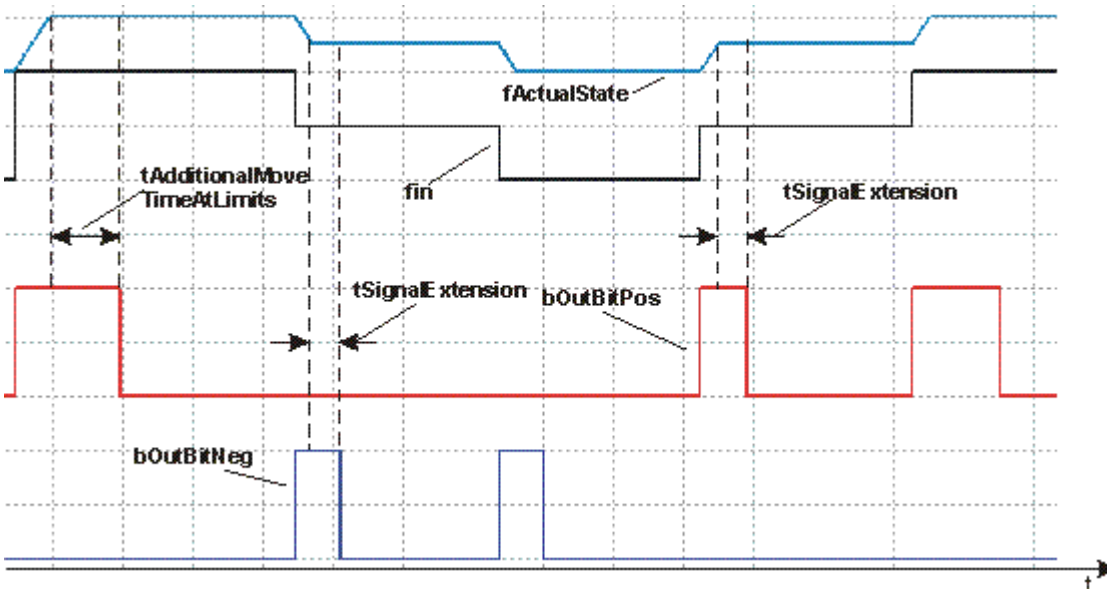 fActualState
tAdditionalMove
TimeAtLimits
fin
tSignalExtension
tSignalExtension
bOutBitPos
bOutBitNeg
t